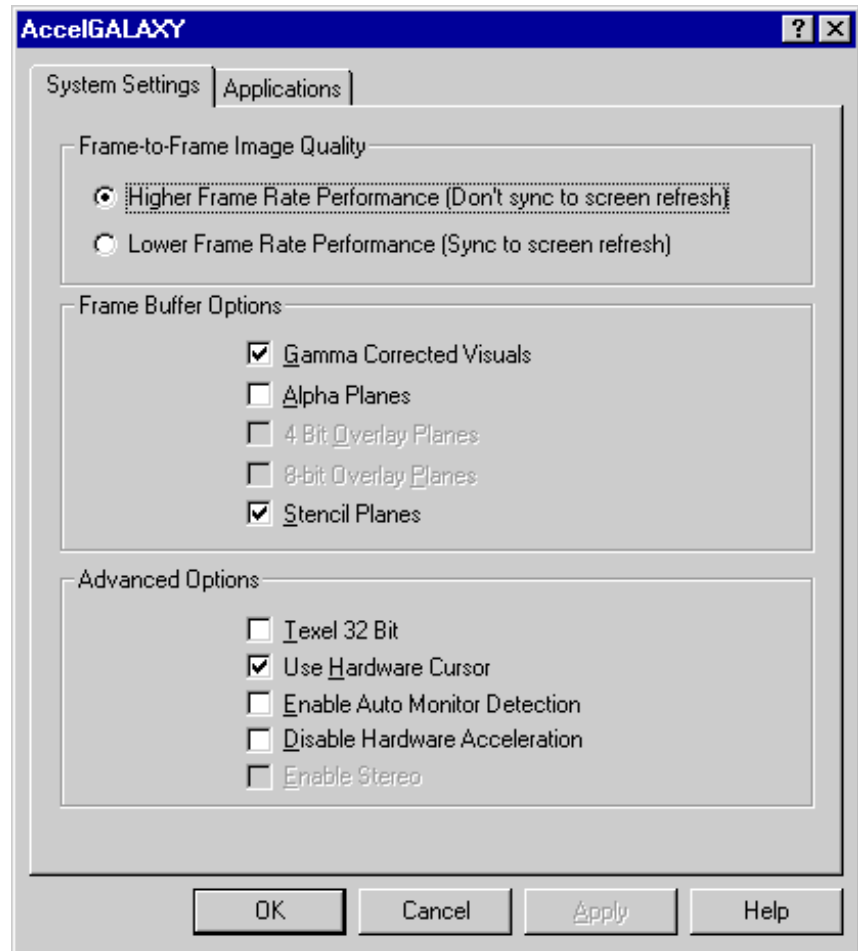 AccelGALAXY
System Settings
Applications
Frame-to-Frame Image Quality
Higher Frame Rate Performance (Don't sync to screen refresh)
Lower Frame Rate Performance (Sync to screen refresh)
Frame Buffer Options
Gamma Corrected Visuals
Alpha Planes
4 Bit Overlay Planes
8-bit Overlay Planes
Stencil Planes
Advanced Options
Texel 32 Bit
Use Hardware Cursor
Enable Auto Monitor Detection
Disable Hardware Acceleration
Enable Stereo
OK
Cancel
Apply
Help